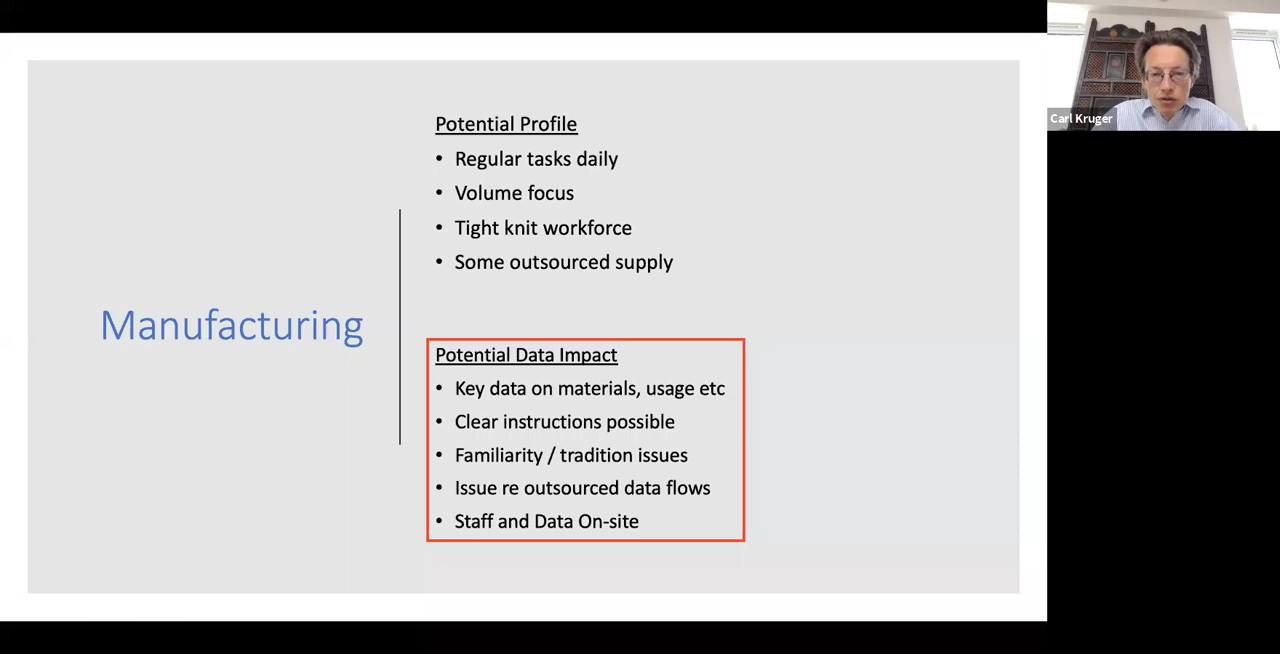 Manufacturing
Potential Profile
• Regular tasks daily
• Volume focus
• Tight knit workforce
• Some outsourced supply
Potential Data Impact
• Key data on materials, usage etc
• Clear instructions possible
• Familiarity / tradition issues
• Issue re outsourced data flows
• Staff and Data On-site
Carl Kruger